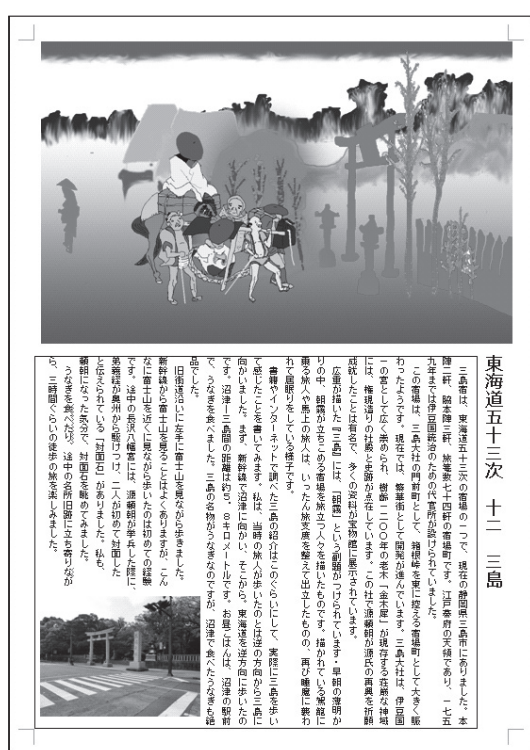 東海道五十三次 十二 三島
三島宿は、東海道五十三次の宿場の一つで、現在の静岡県三島市にありました。本
陣二軒、脇本陣三軒、旅篭数七十四軒の宿場町です。江戸幕府の天領であり、一七五
九年までは伊豆国統治のための代官所が設けられていました。
この宿場は、三島大社の門前町として、箱根峠を東に控える宿場町として大きく賑
わったようです。現在では、繁華街として開発が進んでいます。三島大社は、伊豆国
一の宮として広く崇められ、樹齢一二〇〇年の老木「金木犀」が現存する荘厳な神域
には、権現造りの社殿と史跡が点在しています。この社で源頼朝が源氏の再興を祈願
成就したことは有名で、多くの資料が宝物館に展示されています。
広重が描いた『三島』には、「朝霧」という副題がつけられています・早朝の薄明か
りの中、朝霧が立ちこめる宿場を旅立つ人々を描いたものです。描かれている駕籠に
乗る旅人や馬上の旅人は、いったん旅支度を整えて出立したものの、再び睡魔に襲わ
れて居眠りをしている様子です。
書籍やインターネットで調べた三島の紹介はこのぐらいにして、実際に三島を歩い
て感じたことを書いてみます。私は、当時の旅人が歩いたのとは逆の方向から三島に
向かいました。まず、新幹線で沼津に向かい、そこから、東海道を逆方向に歩いたの
です。沼津ー三島間の距離は約５．８キロメートルです。お昼ごはんは、沼津の駅前
で、うなぎを食べました。三島の名物がうなぎなのですが、沼津で食べたうなぎも絶
品でした。
旧街道沿いに左手に富士山を見ながら歩きました。
新幹線から富士山を見ることはよくありますが、こん
なに富士山を近くに見ながら歩いたのは初めての経験
です。途中の長沢八幡宮には、源頼朝が挙兵した際に、
弟義経が奥州から駆けつけ、二人が初めて対面した
と伝えられている「対面石」がありました。私も、
頼朝になった気分で、対面石を眺めてみました。
うなぎを食べたり、途中の名所旧跡に立ち寄りなが
ら、三時間ぐらいの徒歩の旅を楽しみました。